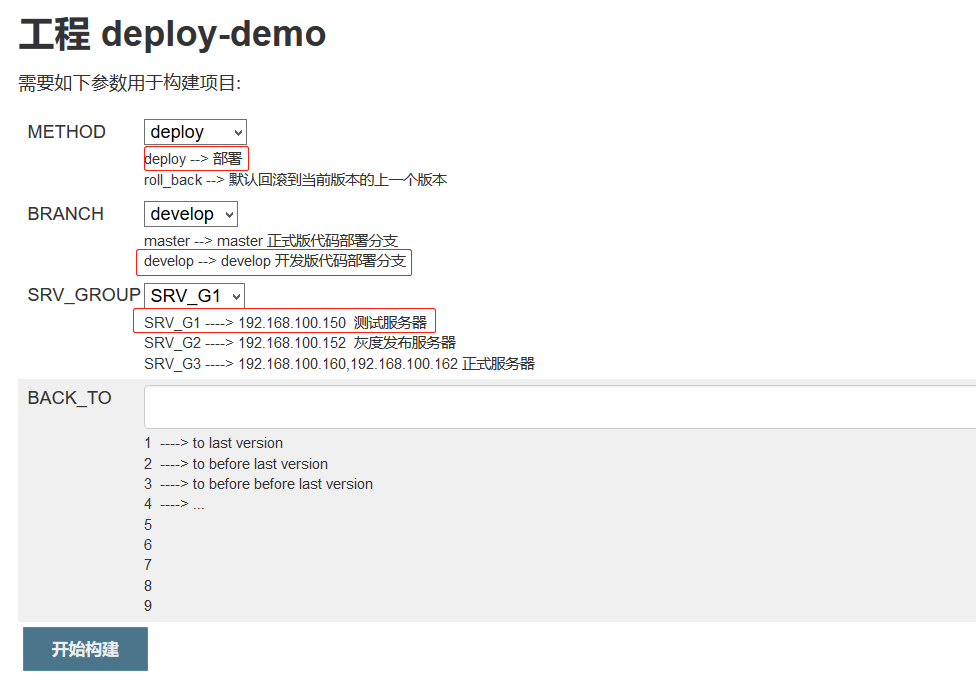 工程 deploy-demo
需要如下参数用于构建项目:
METHOD
deploy
deploy --> 部署
roll_back --> 默认回滚到当前版本的上一个版本
BRANCH
develop
master --> master 正式版代码部署分支
develop --> develop 开发版代码部署分支
SRV_GROUP
SRV_G1
SRV_G1 ----> 192.168.100.150  测试服务器
SRV_G2 ----> 192.168.100.152  灰度发布服务器
SRV_G3 ----> 192.168.100.160,192.168.100.162 正式服务器
BACK_TO
1  ----> to last version
2  ----> to before last version
3  ----> to before before last version
4  ----> ...
5
6
7
8
9
开始构建